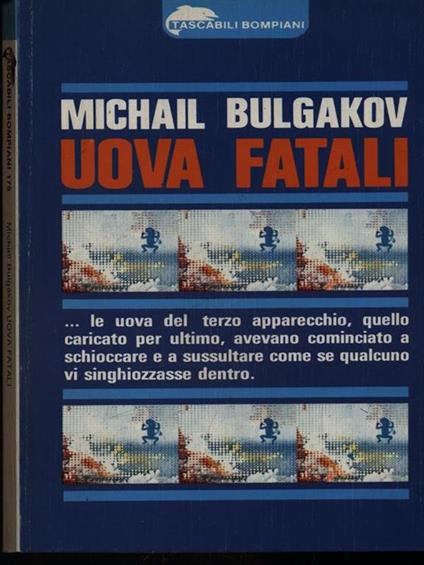 TASCABILI BOMPIANI
MICHAIL BULGAKOV
UOVA FATALI
... le uova del terzo apparecchio, quello
caricato per ultimo, avevano cominciato a
schioccare e a sussultare come se qualcuno
vi singhiozzasse dentro.
TASCABILI BOMPIANI 175
Michail Bulgakov UOVA FATALI